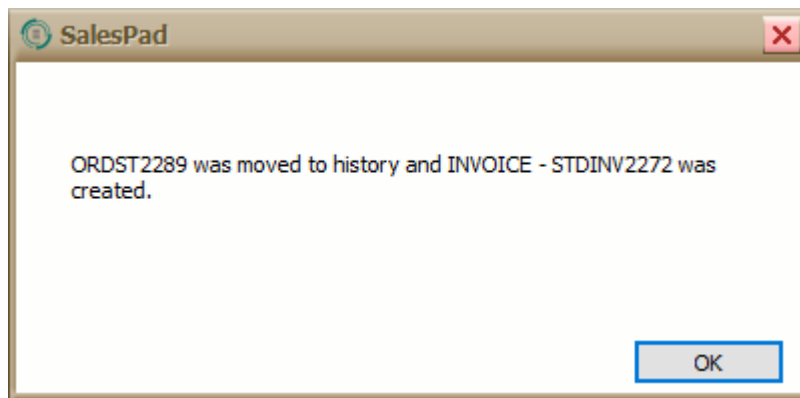 SalesPad
ORDST2289 was moved to history and INVOICE - STDINV2272 was
created.
OK